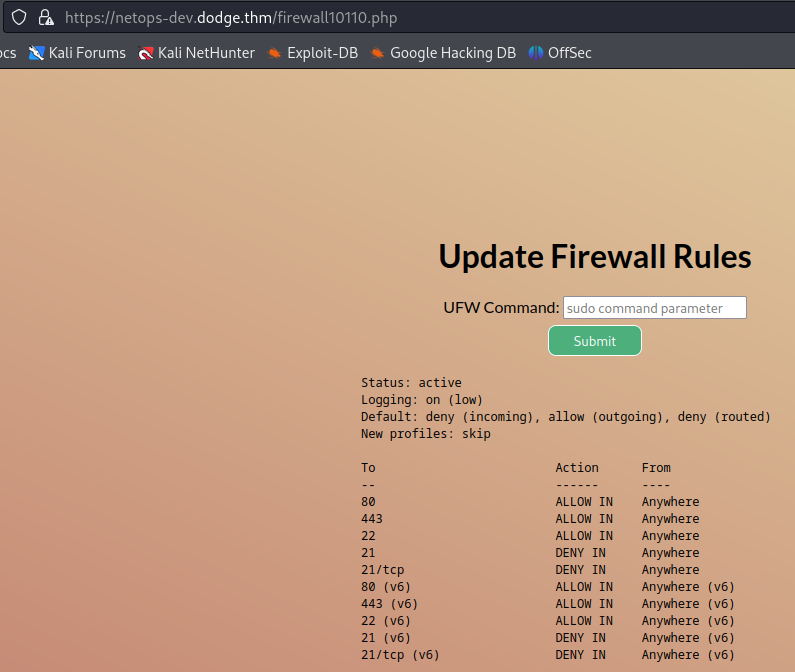 https://netops-dev.dodge.thm/firewall10110.php
ocs Kali Forums Kali NetHunter Exploit-DB Google Hacking DB OffSec
Update Firewall Rules
UFW Command: sudo command parameter
Submit
Status: active
Logging: on (low)
Default: deny (incoming), allow (outgoing), deny (routed)
New profiles: skip
To Action From
-- ------ ----
80 ALLOW IN Anywhere
443 ALLOW IN Anywhere
22 ALLOW IN Anywhere
21 DENY IN Anywhere
21/tcp DENY IN Anywhere
80 (v6) ALLOW IN Anywhere (v6)
443 (v6) ALLOW IN Anywhere (v6)
22 (v6) ALLOW IN Anywhere (v6)
21 (v6) DENY IN Anywhere (v6)
21/tcp (v6) DENY IN Anywhere (v6)